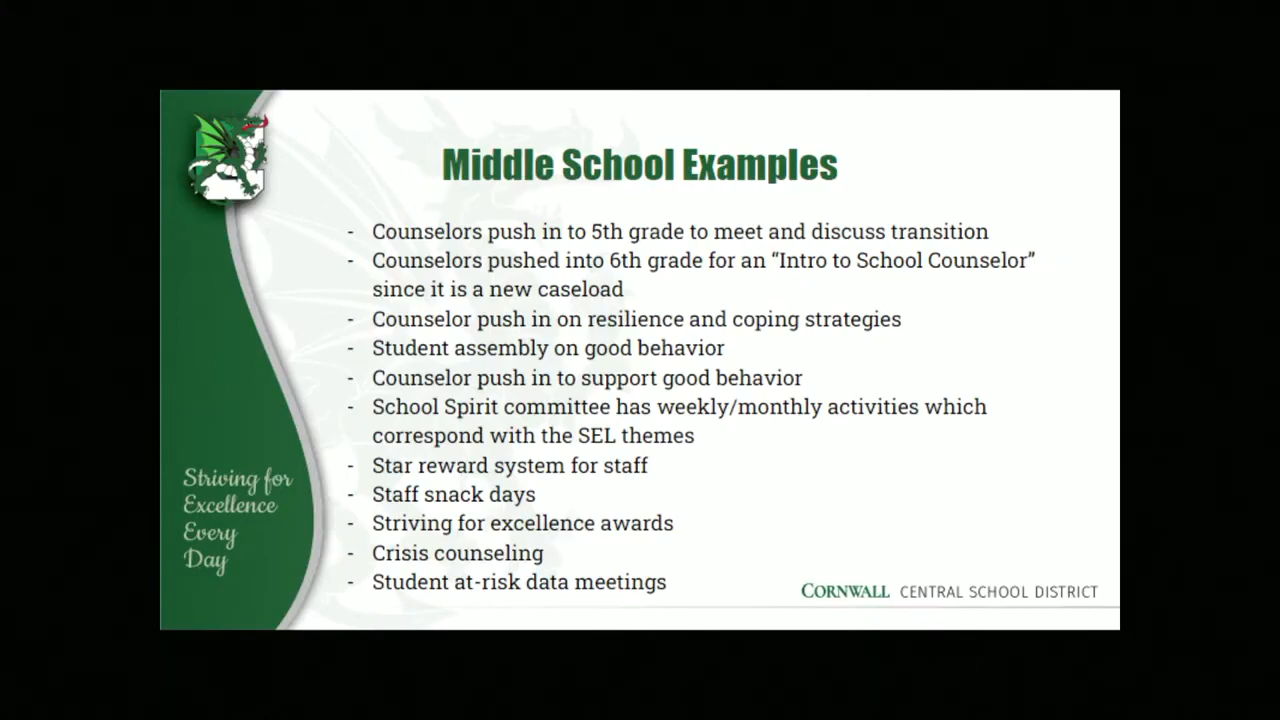 Middle School Examples
- Counselors push in to 5th grade to meet and discuss transition
- Counselors pushed into 6th grade for an “Intro to School Counselor”
since it is a new caseload
- Counselor push in on resilience and coping strategies
- Student assembly on good behavior
- Counselor push in to support good behavior
- School Spirit committee has weekly/monthly activities which
correspond with the SEL themes
- Star reward system for staff
- Staff snack days
- Striving for excellence awards
- Crisis counseling
- Student at-risk data meetings
Striving for
Excellence
Every
Day
CORNWALL CENTRAL SCHOOL DISTRICT